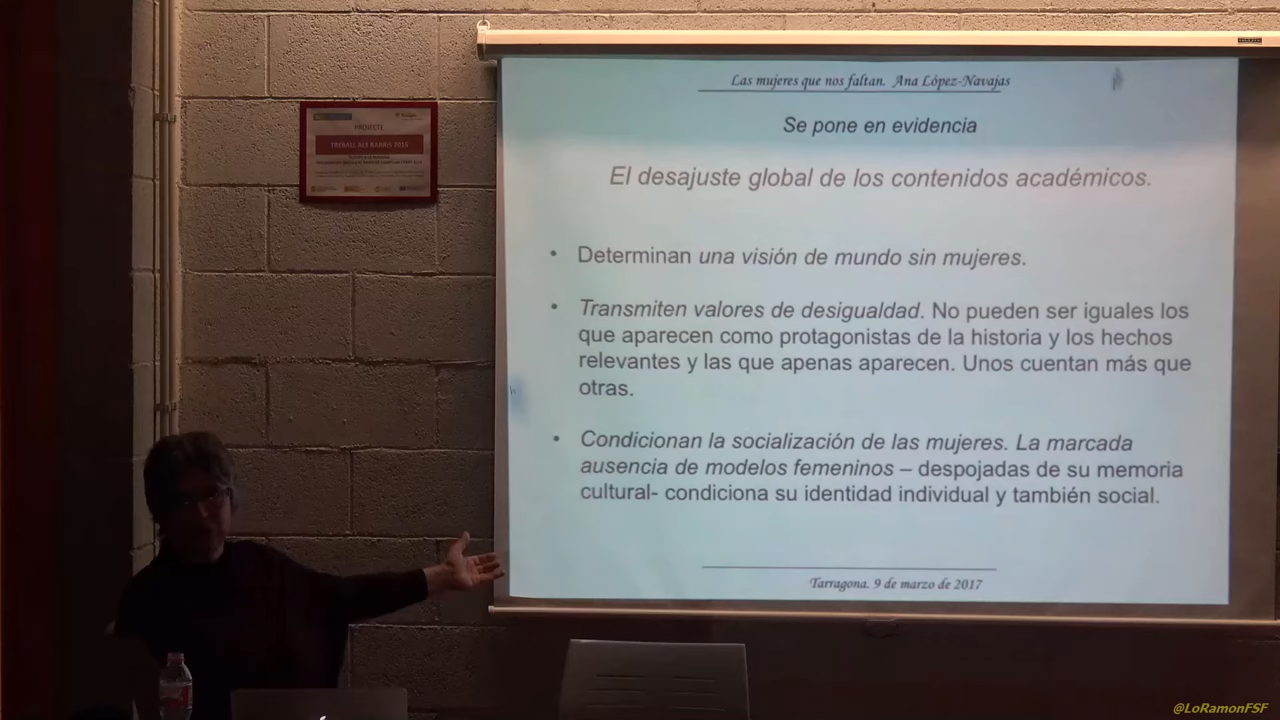 Las mujeres que nos faltan. Ana López-Navajas
Se pone en evidencia
El desajuste global de los contenidos académicos.
• Determinan una visión de mundo sin mujeres.
• Transmiten valores de desigualdad. No pueden ser iguales los
que aparecen como protagonistas de la historia y los hechos
relevantes y las que apenas aparecen. Unos cuentan más que
otras.
• Condicionan la socialización de las mujeres. La marcada
ausencia de modelos femeninos – despojadas de su memoria
cultural- condiciona su identidad individual y también social.
Tarragona. 9 de marzo de 2017
PROJECTE
TREBALL ALS BARRIS 2016
@LoRamonFSF